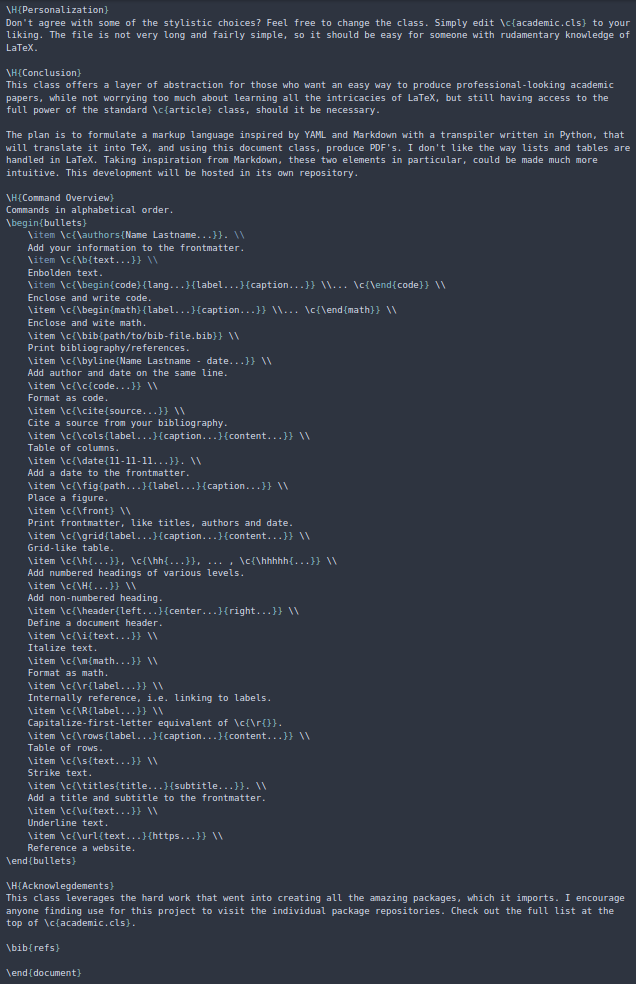 \H{Personalization}
Don't agree with some of the stylistic choices? Feel free to change the class. Simply edit \c{academic.cls} to your
liking. The file is not very long and fairly simple, so it should be easy for someone with rudamentary knowledge of
LaTeX.
\H{Conclusion}
This class offers a layer of abstraction for those who want an easy way to produce professional-looking academic
papers, while not worrying too much about learning all the intricacies of LaTeX, but still having access to the
full power of the standard \c{article} class, should it be necessary.
The plan is to formulate a markup language inspired by YAML and Markdown with a transpiler written in Python, that
will translate it into TeX, and using this document class, produce PDF's. I don't like the way lists and tables are
handled in LaTeX. Taking inspiration from Markdown, these two elements in particular, could be made much more
intuitive. This development will be hosted in its own repository.
\H{Command Overview}
Commands in alphabetical order.
\begin{bullets}
\item \c{\authors{Name Lastname...}}. \\
Add your information to the frontmatter.
\item \c{\b{text...}} \\
Enbolden text.
\item \c{\begin{code}{lang...}{label...}{caption...}} \\... \c{\end{code}} \\
Enclose and write code.
\item \c{\begin{math}{label...}{caption...}} \\... \c{\end{math}} \\
Enclose and wite math.
\item \c{\bib{path/to/bib-file.bib}} \\
Print bibliography/references.
\item \c{\byline{Name Lastname - date...}} \\
Add author and date on the same line.
\item \c{\c{code...}} \\
Format as code.
\item \c{\cite{source...}} \\
Cite a source from your bibliography.
\item \c{\cols{label...}{caption...}{content...}} \\
Table of columns.
\item \c{\date{11-11-11...}}. \\
Add a date to the frontmatter.
\item \c{\fig{path...}{label...}{caption...}} \\
Place a figure.
\item \c{\front} \\
Print frontmatter, like titles, authors and date.
\item \c{\grid{label...}{caption...}{content...}} \\
Grid-like table.
\item \c{\h{...}}, \c{\hh{...}}, ... , \c{\hhhhh{...}} \\
Add numbered headings of various levels.
\item \c{\H{...}} \\
Add non-numbered heading.
\item \c{\header{left...}{center...}{right...}} \\
Define a document header.
\item \c{\i{text...}} \\
Italize text.
\item \c{\m{math...}} \\
Format as math.
\item \c{\r{label...}} \\
Internally reference, i.e. linking to labels.
\item \c{\R{label...}} \\
Capitalize-first-letter equivalent of \c{\r{}}.
\item \c{\rows{label...}{caption...}{content...}} \\
Table of rows.
\item \c{\s{text...}} \\
Strike text.
\item \c{\titles{title...}{subtitle...}}. \\
Add a title and subtitle to the frontmatter.
\item \c{\u{text...}} \\
Underline text.
\item \c{\url{text...}{https...}} \\
Reference a website.
\end{bullets}
\H{Acknowlegdements}
This class leverages the hard work that went into creating all the amazing packages, which it imports. I encourage
anyone finding use for this project to visit the individual package repositories. Check out the full list at the
top of \c{academic.cls}.
\bib{refs}
\end{document}